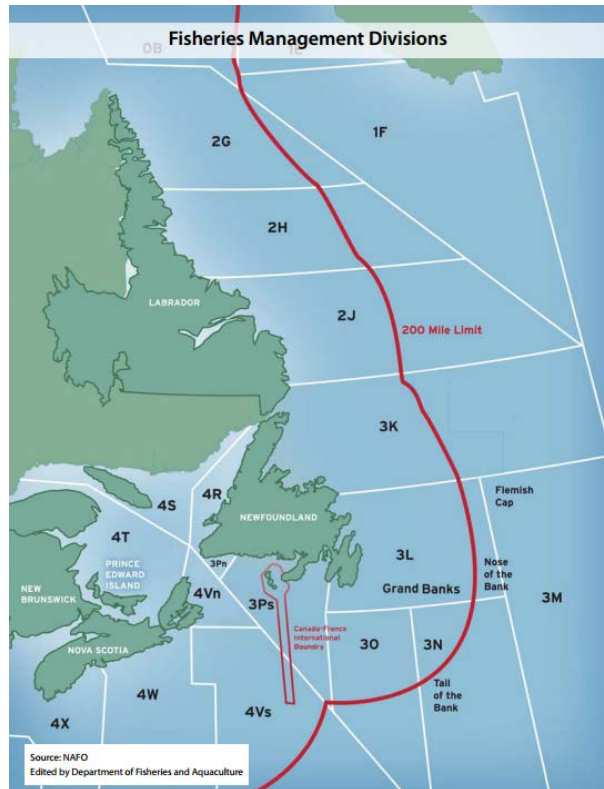 Fisheries Management Divisions
0B
1E
2G
1F
2H
LABRADOR
2J
200 Mile Limit
3K
4S
4R
NEWFOUNDLAND
Flemish
Cap
4T
3Pn
3L
Nose
of the
Bank
PRINCE
EDWARD
ISLAND
4Vn
3Ps
Grand Banks
3M
NEW
BRUNSWICK
Canada-France
International
Boundry
3O
3N
NOVA SCOTIA
Tail
of the
Bank
4X
4W
4Vs
Source: NAFO
Edited by Department of Fisheries and Aquaculture